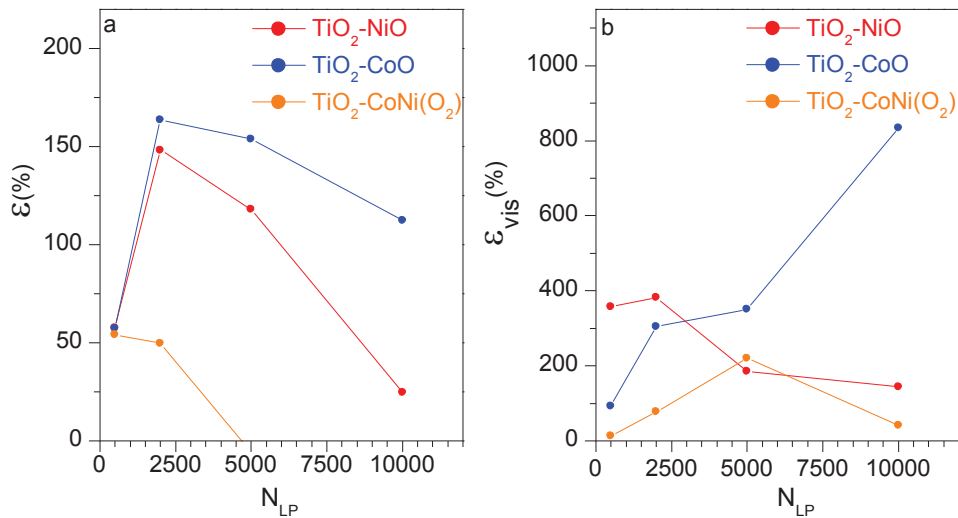 a
TiO2-NiO
TiO2-CoO
TiO2-CoNi(O2)
200
150
100
50
0
ε(%)
0 2500 5000 7500 10000
NLP
b
TiO2-NiO
TiO2-CoO
TiO2-CoNi(O2)
1000
800
600
400
200
0
εvis(%)
0 2500 5000 7500 10000
NLP